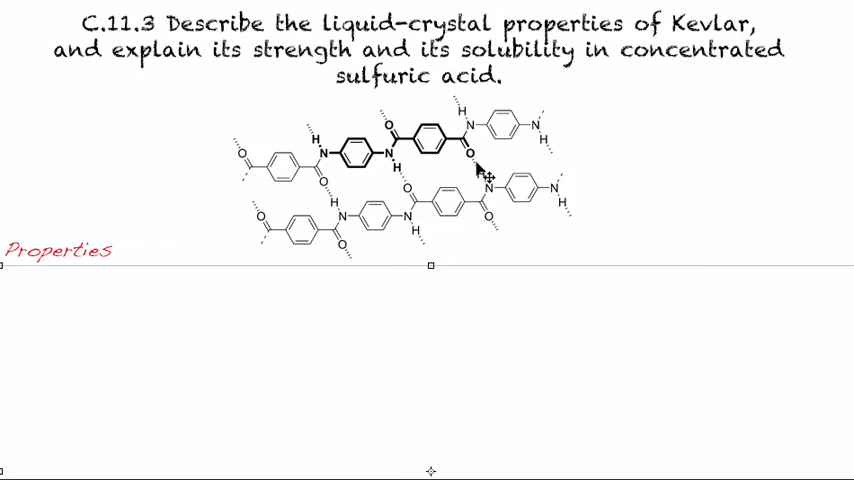 C.11.3 Describe the liquid-crystal properties of Kevlar,
and explain its strength and its solubility in concentrated
sulfuric acid.
H N N H
O H O N
O H N O N H
O H O H N N
O N N O H
O H
Properties